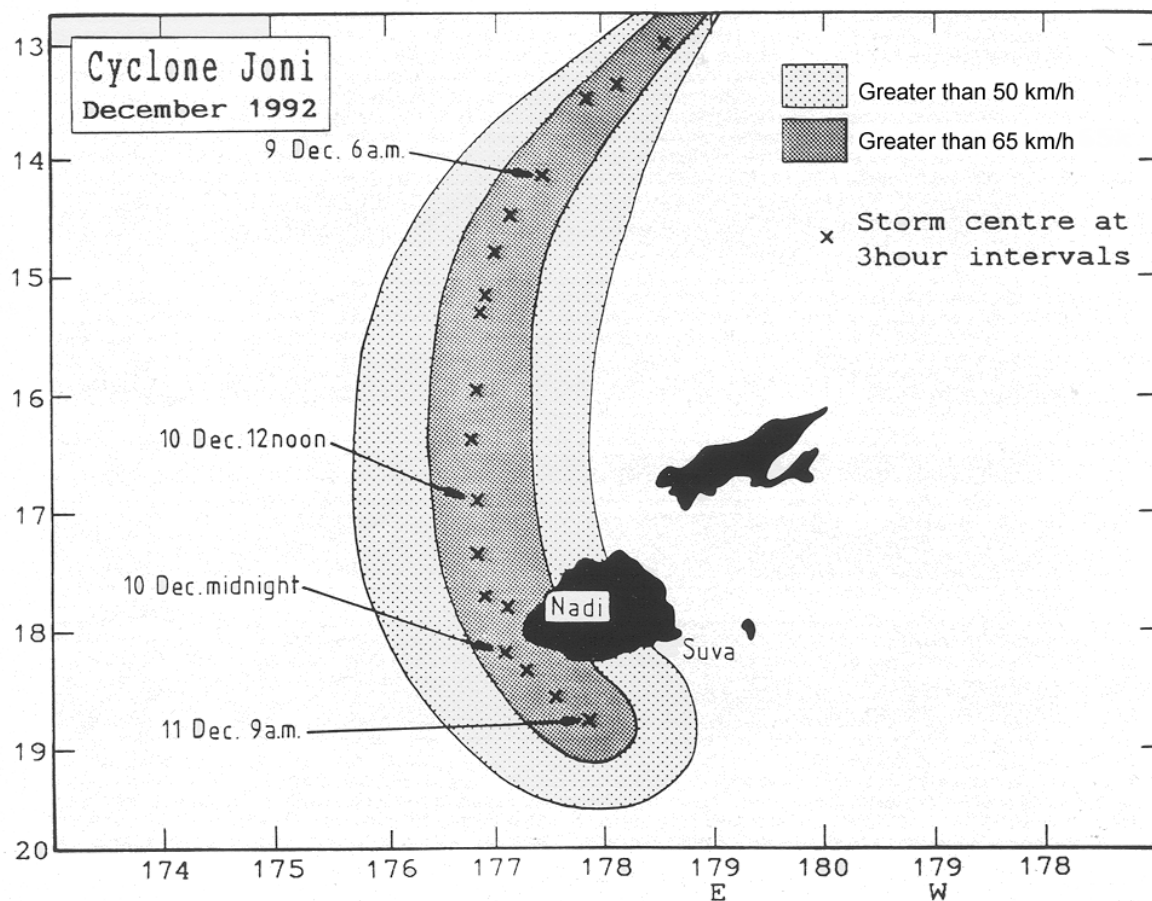 Cyclone Joni
December 1992
Greater than 50 km/h
Greater than 65 km/h
x Storm centre at
3hour intervals
9 Dec. 6a.m.
10 Dec. 12noon
10 Dec. midnight
11 Dec. 9a.m.
Nadi
Suva
13
14
15
16
17
18
19
20
174 175 176 177 178 179 180 179 178
E W